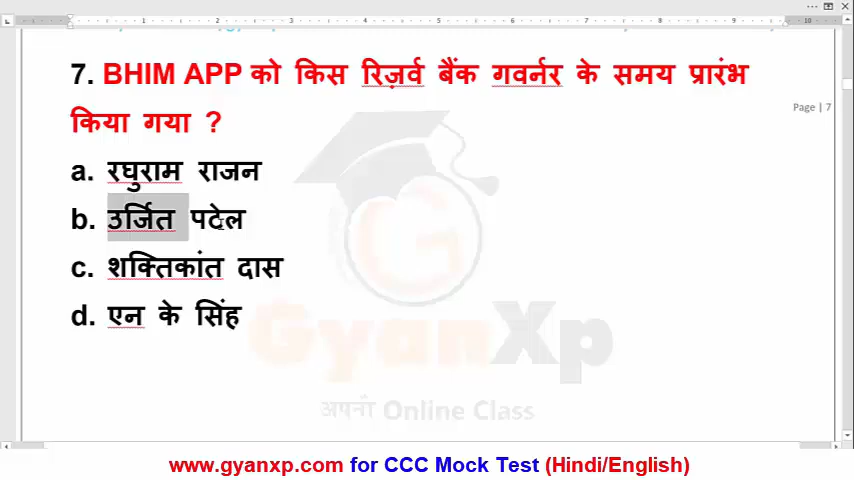 7. BHIM APP को किस रिज़र्व बैंक गवर्नर के समय प्रारंभ
Page | 7
किया गया ?
a. रघुराम राजन
b. उर्जित पटेल
c. शक्तिकांत दास
d. एन के सिंह
GyanXp
अपना Online Class
www.gyanxp.com for CCC Mock Test (Hindi/English)